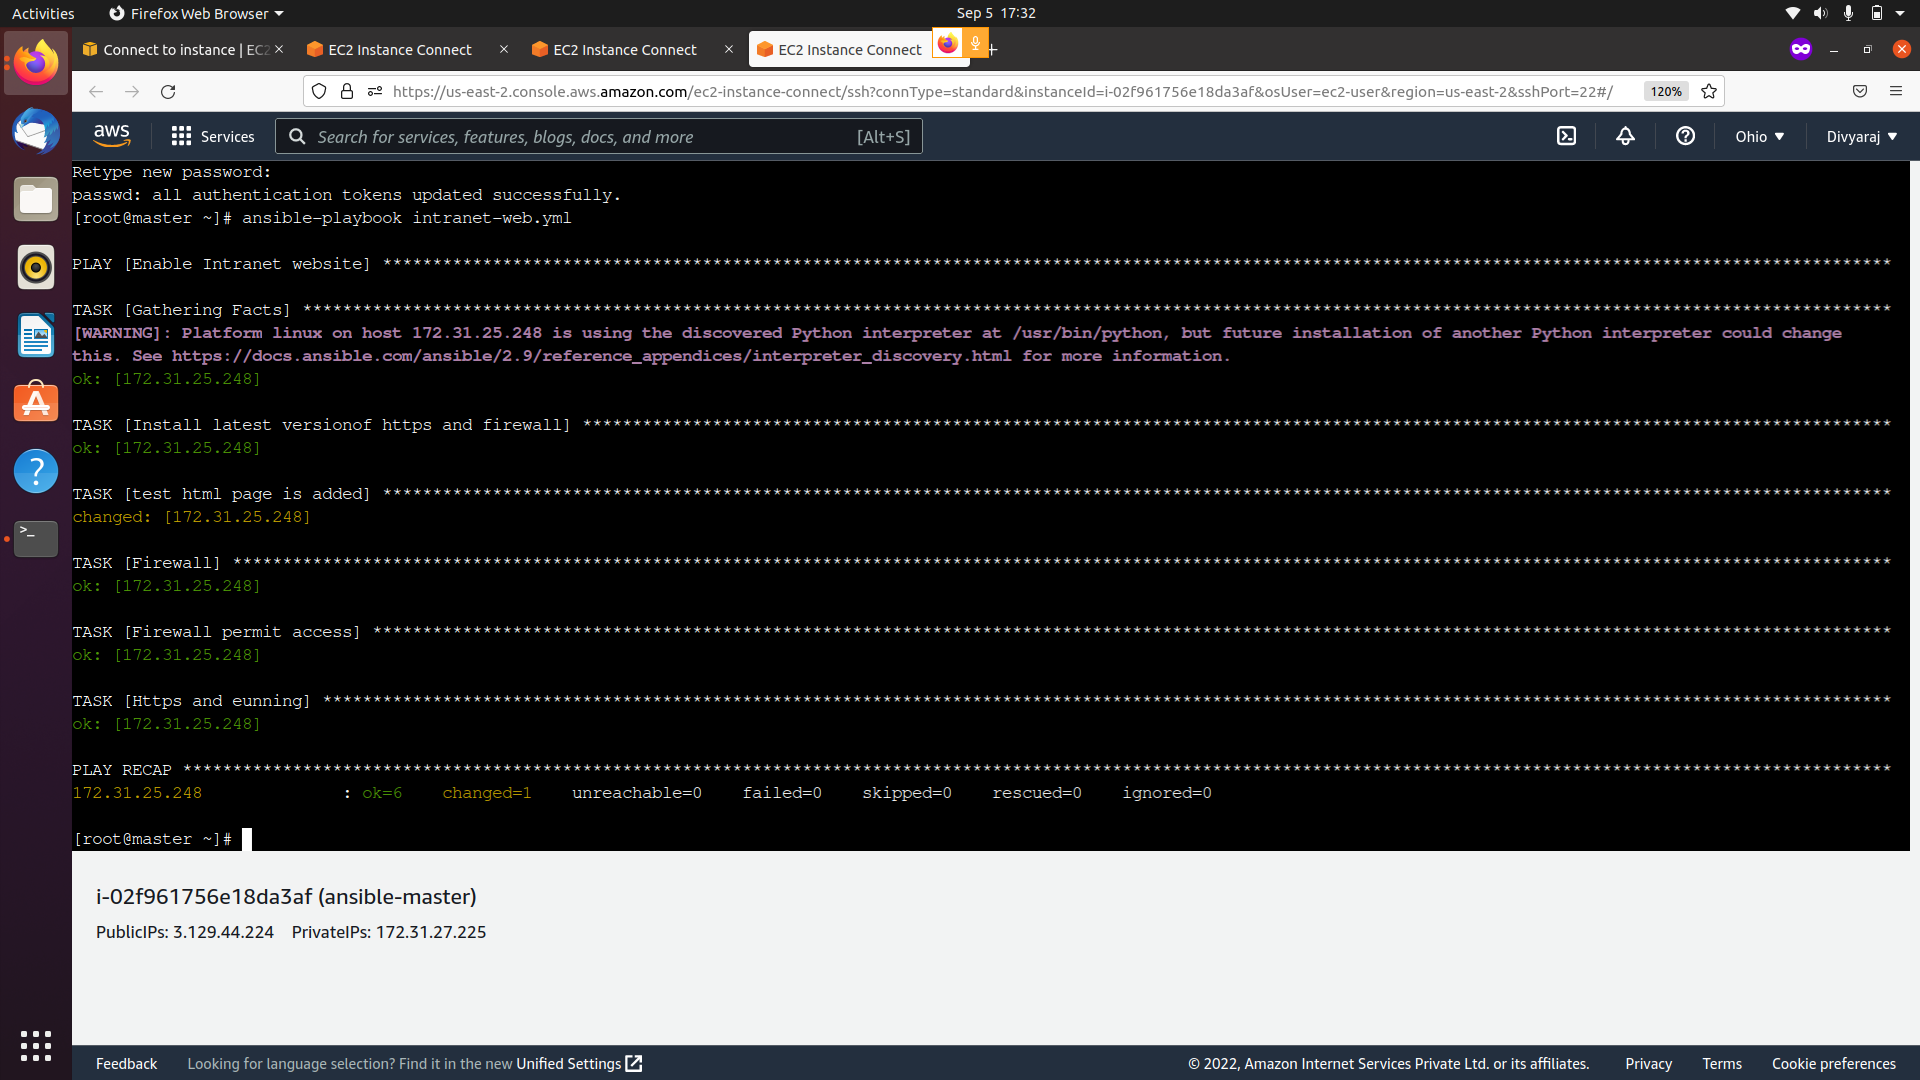 Activities
Firefox Web Browser
Sep 5 17:32
Connect to instance | EC2
EC2 Instance Connect
EC2 Instance Connect
EC2 Instance Connect
https://us-east-2.console.aws.amazon.com/ec2-instance-connect/ssh?connType=standard&instanceId=i-02f961756e18da3af&osUser=ec2-user&region=us-east-2&sshPort=22#/
120%
aws
Services
Search for services, features, blogs, docs, and more
[Alt+S]
Ohio
Divyaraj
Retype new password:
passwd: all authentication tokens updated successfully.
[root@master ~]# ansible-playbook intranet-web.yml
PLAY [Enable Intranet website] *******************************************************************************************************************************************************
TASK [Gathering Facts] ***************************************************************************************************************************************************************
[WARNING]: Platform linux on host 172.31.25.248 is using the discovered Python interpreter at /usr/bin/python, but future installation of another Python interpreter could change
this. See https://docs.ansible.com/ansible/2.9/reference_appendices/interpreter_discovery.html for more information.
ok: [172.31.25.248]
TASK [Install latest versionof https and firewall] ***********************************************************************************************************************************
ok: [172.31.25.248]
TASK [test html page is added] *******************************************************************************************************************************************************
changed: [172.31.25.248]
TASK [Firewall] **********************************************************************************************************************************************************************
ok: [172.31.25.248]
TASK [Firewall permit access] ********************************************************************************************************************************************************
ok: [172.31.25.248]
TASK [Https and eunning] *************************************************************************************************************************************************************
ok: [172.31.25.248]
PLAY RECAP ***************************************************************************************************************************************************************************
172.31.25.248 : ok=6 changed=1 unreachable=0 failed=0 skipped=0 rescued=0 ignored=0
[root@master ~]#
i-02f961756e18da3af (ansible-master)
PublicIPs: 3.129.44.224 PrivateIPs: 172.31.27.225
Feedback
Looking for language selection? Find it in the new Unified Settings
© 2022, Amazon Internet Services Private Ltd. or its affiliates.
Privacy
Terms
Cookie preferences